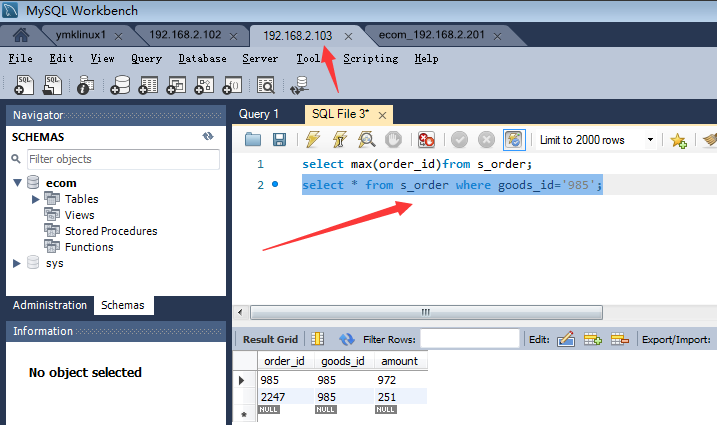 MySQL Workbench
ymklinux1 192.168.2.102 192.168.2.103 ecom_192.168.2.201
File Edit View Query Database Server Tool Scripting Help
Navigator
SCHEMAS
Filter objects
ecom
Tables
Views
Stored Procedures
Functions
sys
Administration Schemas
Information
No object selected
Query 1 SQL File 3*
Limit to 2000 rows
1 select max(order_id)from s_order;
2 select * from s_order where goods_id='985';
Result Grid Filter Rows: Edit: Export/Import:
order_id goods_id amount
985 985 972
2247 985 251
NULL NULL NULL